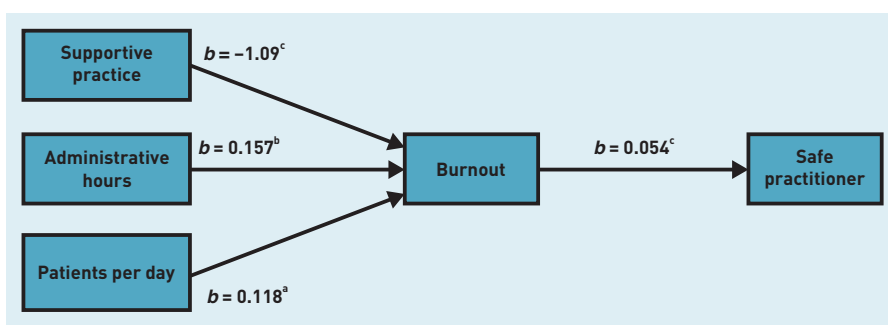 Supportive
practice
b = −1.09ᶜ
Administrative
hours
b = 0.157ᵇ
Patients per day
b = 0.118ᵃ
Burnout
b = 0.054ᶜ
Safe
practitioner